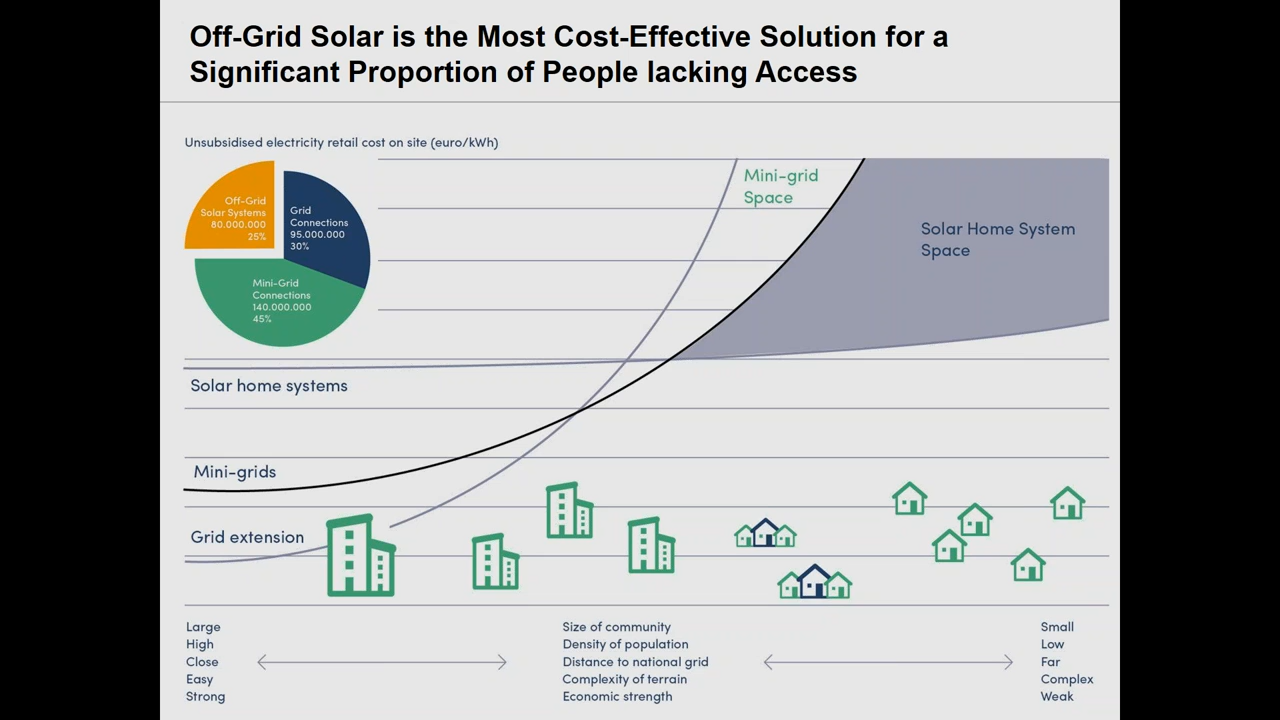 Off-Grid Solar is the Most Cost-Effective Solution for a
Significant Proportion of People lacking Access
Unsubsidised electricity retail cost on site (euro/kWh)
Off-Grid
Solar Systems
80.000.000
25%
Grid
Connections
95.000.000
30%
Mini-Grid
Connections
140.000.000
45%
Mini-grid
Space
Solar Home System
Space
Solar home systems
Mini-grids
Grid extension
Large
High
Close
Easy
Strong
Size of community
Density of population
Distance to national grid
Complexity of terrain
Economic strength
Small
Low
Far
Complex
Weak